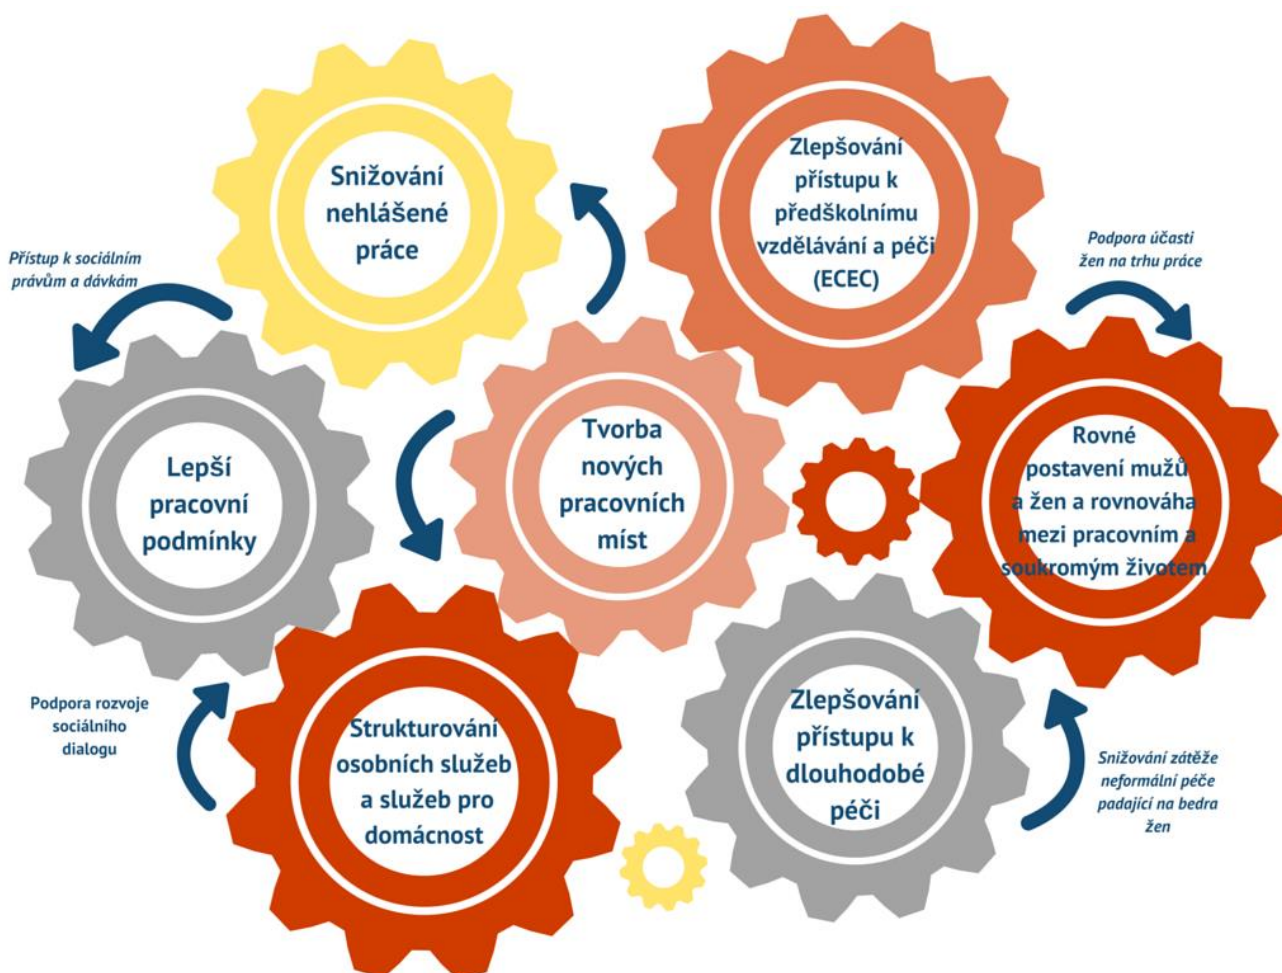 Snižování
nehlášené
práce
Zlepšování
přístupu k
předškolnímu
vzdělávání a péči
(ECEC)
Přístup k sociálním
právům a dávkám
Podpora účasti
žen na trhu práce
Lepší
pracovní
podmínky
Tvorba
nových
pracovních
míst
Rovné
postavení mužů
a žen a rovnováha
mezi pracovním a
soukromým životem
Podpora rozvoje
sociálního
dialogu
Strukturování
osobních služeb
a služeb pro
domácnost
Zlepšování
přístupu k
dlouhodobé
péči
Snižování zátěže
neformální péče
padající na bedra
žen